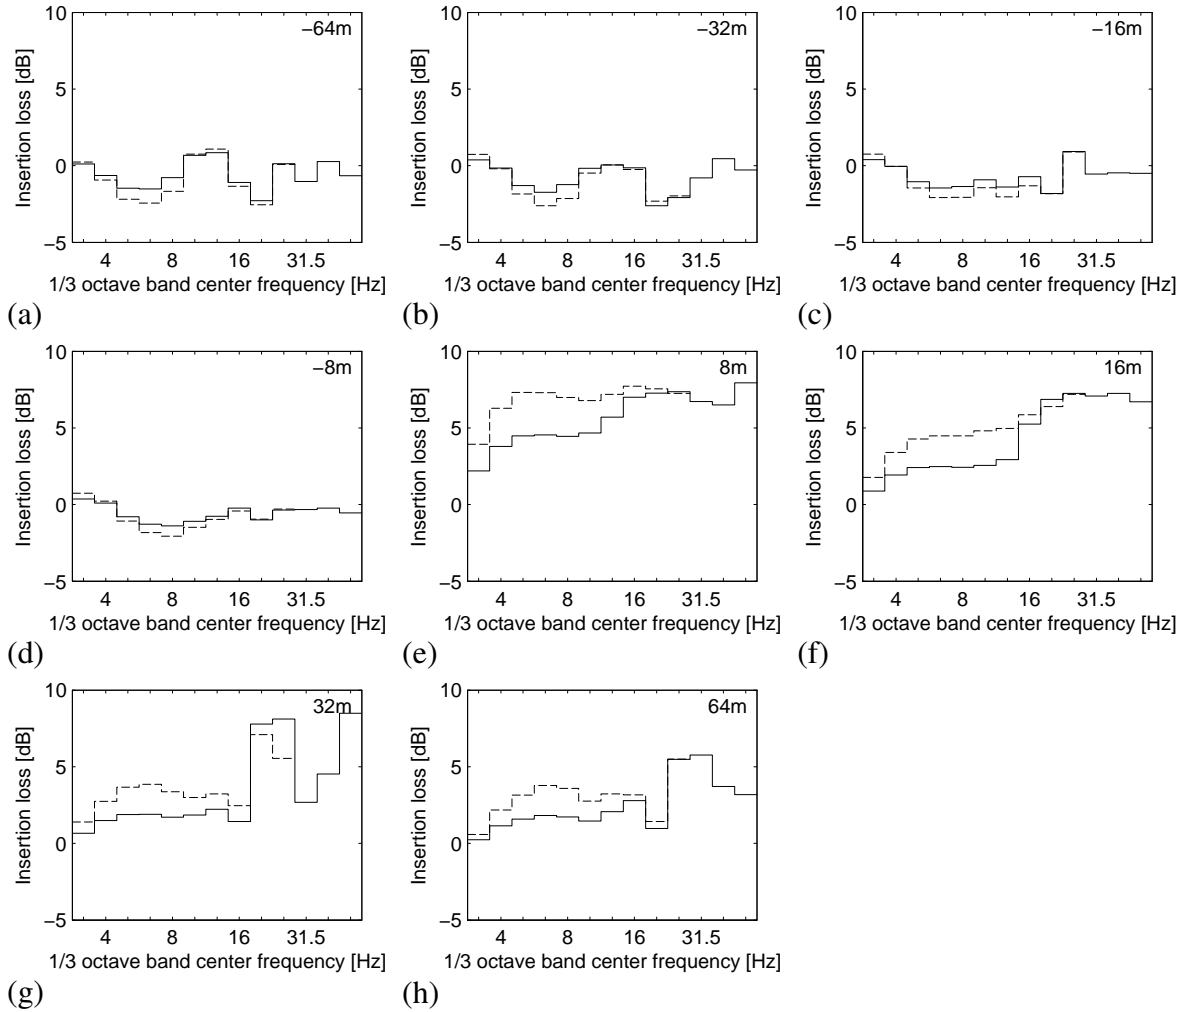 10
5
0
−5
4 8 16 31.5
Insertion loss [dB]
1/3 octave band center frequency [Hz]
−64m
(a)
10
5
0
−5
4 8 16 31.5
Insertion loss [dB]
1/3 octave band center frequency [Hz]
−32m
(b)
10
5
0
−5
4 8 16 31.5
Insertion loss [dB]
1/3 octave band center frequency [Hz]
−16m
(c)
10
5
0
−5
4 8 16 31.5
Insertion loss [dB]
1/3 octave band center frequency [Hz]
−8m
(d)
10
5
0
−5
4 8 16 31.5
Insertion loss [dB]
1/3 octave band center frequency [Hz]
8m
(e)
10
5
0
−5
4 8 16 31.5
Insertion loss [dB]
1/3 octave band center frequency [Hz]
16m
(f)
10
5
0
−5
4 8 16 31.5
Insertion loss [dB]
1/3 octave band center frequency [Hz]
32m
(g)
10
5
0
−5
4 8 16 31.5
Insertion loss [dB]
1/3 octave band center frequency [Hz]
64m
(h)